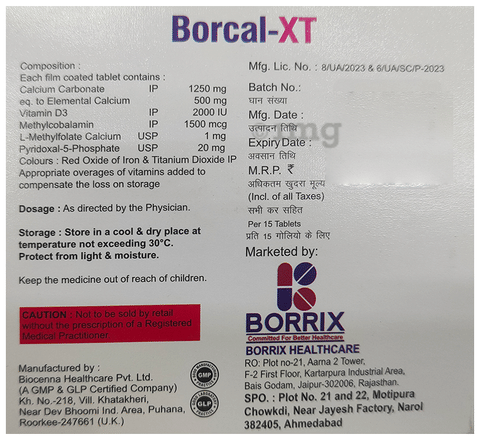 Borcal-XT
Composition :
Each film coated tablet contains :
Calcium Carbonate IP 1250 mg
eq. to Elemental Calcium 500 mg
Vitamin D3 IP 2000 IU
Methylcobalamin IP 1500 mcg
L-Methylfolate Calcium USP 1 mg
Pyridoxal-5-Phosphate USP 20 mg
Colours : Red Oxide of Iron & Titanium Dioxide IP
Appropriate overages of vitamins added to
compensate the loss on storage
Dosage : As directed by the Physician.
Storage : Store in a cool & dry place at
temperature not exceeding 30°C.
Protect from light & moisture.
Keep the medicine out of reach of children.
CAUTION : Not to be sold by retail
without the prescription of a Registered
Medical Practitioner.
Manufactured by :
Biocenna Healthcare Pvt. Ltd.
(A GMP & GLP Certified Company)
Kh. No.-218, Vill. Khatakheri,
Near Dev Bhoomi Ind. Area, Puhana,
Roorkee-247661 (U.K.)
GMP
GLP
Mfg. Lic. No. : 8/UA/2023 & 6/UA/SC/P-2023
Batch No.:
घान संख्या
Mfg. Date :
उत्पादन तिथि
Expiry Date :
अवसान तिथि
M.R.P. ₹
अधिकतम खुदरा मूल्य
(Incl. of all Taxes)
सभी कर सहित
Per 15 Tablets
प्रति 15 गोलियो के लिए
Marketed by:
BORRIX
Committed For Better Healthcare
BORRIX HEALTHCARE
RO: Plot no-21, Aarna 2 Tower,
F-2 First Floor, Kartarpura Industrial Area,
Bais Godam, Jaipur-302006, Rajasthan.
SPO. : Plot No. 21 and 22, Motipura
Chowkdi, Near Jayesh Factory, Narol
382405, Ahmedabad